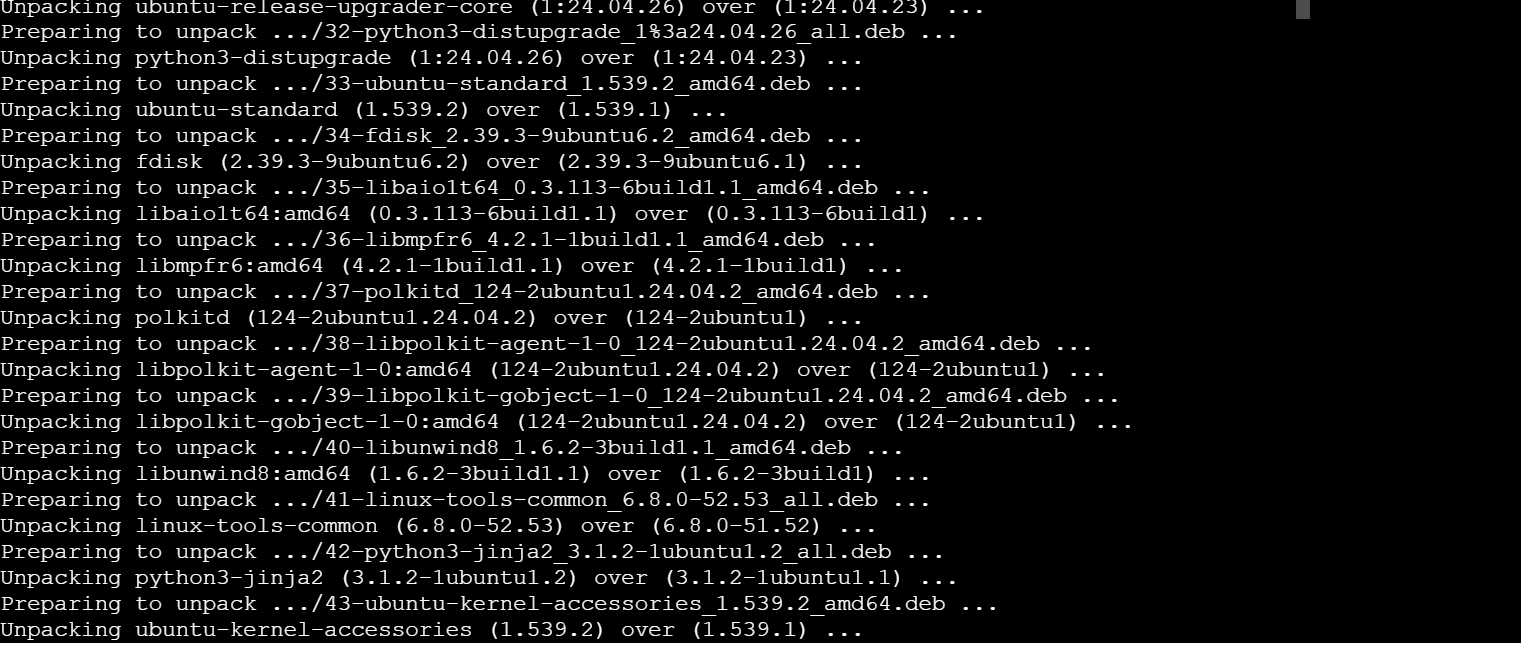 Unpacking ubuntu-release-upgrader-core (1:24.04.26) over (1:24.04.23) ...
Preparing to unpack .../32-python3-distupgrade_1%3a24.04.26_all.deb ...
Unpacking python3-distupgrade (1:24.04.26) over (1:24.04.23) ...
Preparing to unpack .../33-ubuntu-standard_1.539.2_amd64.deb ...
Unpacking ubuntu-standard (1.539.2) over (1.539.1) ...
Preparing to unpack .../34-fdisk_2.39.3-9ubuntu6.2_amd64.deb ...
Unpacking fdisk (2.39.3-9ubuntu6.2) over (2.39.3-9ubuntu6.1) ...
Preparing to unpack .../35-libaio1t64_0.3.113-6build1.1_amd64.deb ...
Unpacking libaio1t64:amd64 (0.3.113-6build1.1) over (0.3.113-6build1) ...
Preparing to unpack .../36-libmpfr6_4.2.1-1build1.1_amd64.deb ...
Unpacking libmpfr6:amd64 (4.2.1-1build1.1) over (4.2.1-1build1) ...
Preparing to unpack .../37-polkitd_124-2ubuntu1.24.04.2_amd64.deb ...
Unpacking polkitd (124-2ubuntu1.24.04.2) over (124-2ubuntu1) ...
Preparing to unpack .../38-libpolkit-agent-1-0_124-2ubuntu1.24.04.2_amd64.deb ...
Unpacking libpolkit-agent-1-0:amd64 (124-2ubuntu1.24.04.2) over (124-2ubuntu1) ...
Preparing to unpack .../39-libpolkit-gobject-1-0_124-2ubuntu1.24.04.2_amd64.deb ...
Unpacking libpolkit-gobject-1-0:amd64 (124-2ubuntu1.24.04.2) over (124-2ubuntu1) ...
Preparing to unpack .../40-libunwind8_1.6.2-3build1.1_amd64.deb ...
Unpacking libunwind8:amd64 (1.6.2-3build1.1) over (1.6.2-3build1) ...
Preparing to unpack .../41-linux-tools-common_6.8.0-52.53_all.deb ...
Unpacking linux-tools-common (6.8.0-52.53) over (6.8.0-51.52) ...
Preparing to unpack .../42-python3-jinja2_3.1.2-1ubuntu1.2_all.deb ...
Unpacking python3-jinja2 (3.1.2-1ubuntu1.2) over (3.1.2-1ubuntu1.1) ...
Preparing to unpack .../43-ubuntu-kernel-accessories_1.539.2_amd64.deb ...
Unpacking ubuntu-kernel-accessories (1.539.2) over (1.539.1) ...